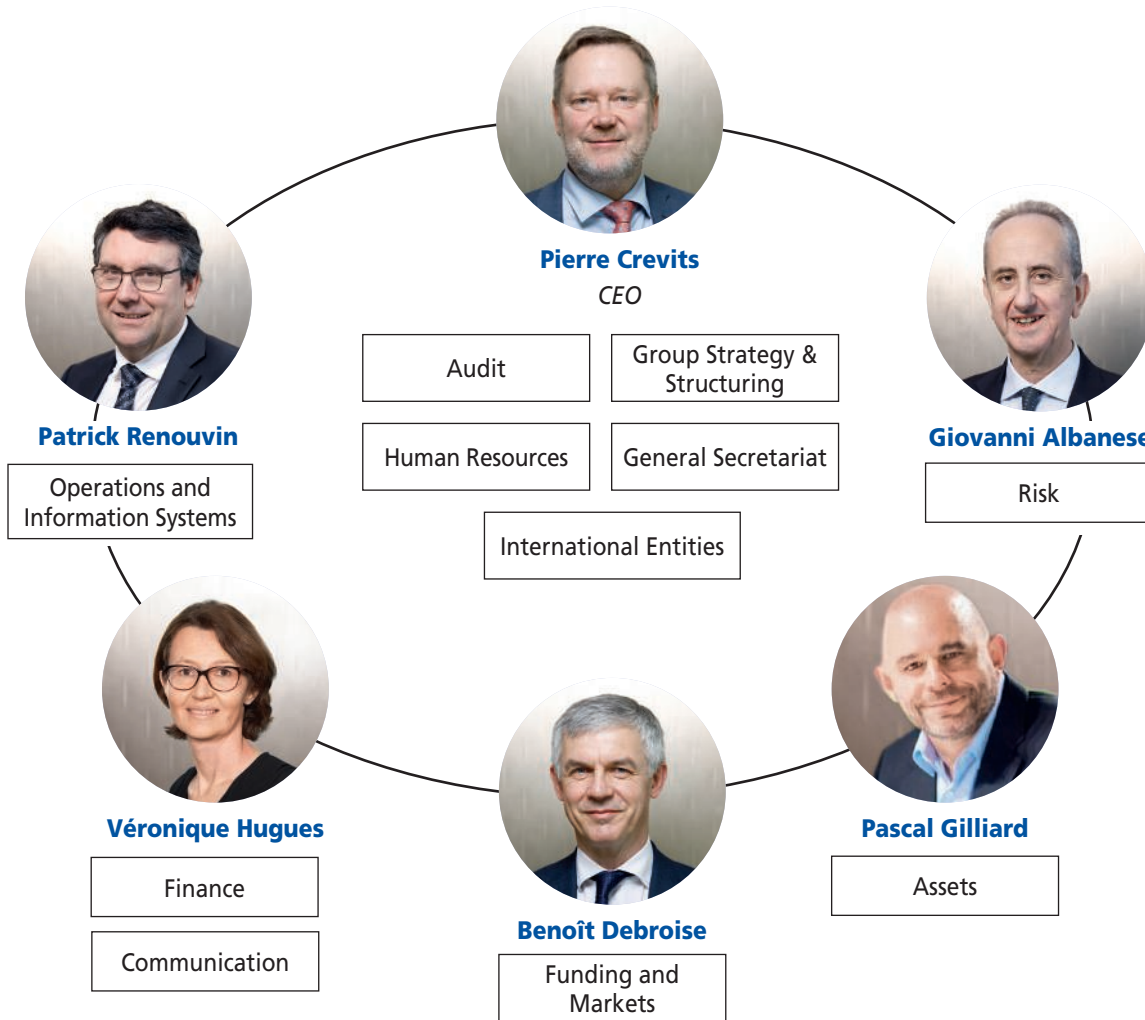 Pierre Crevits
CEO
Audit
Group Strategy &
Structuring
Human Resources
General Secretariat
International Entities
Patrick Renouvin
Operations and
Information Systems
Giovanni Albanese
Risk
Véronique Hugues
Finance
Communication
Benoît Debroise
Funding and
Markets
Pascal Gilliard
Assets